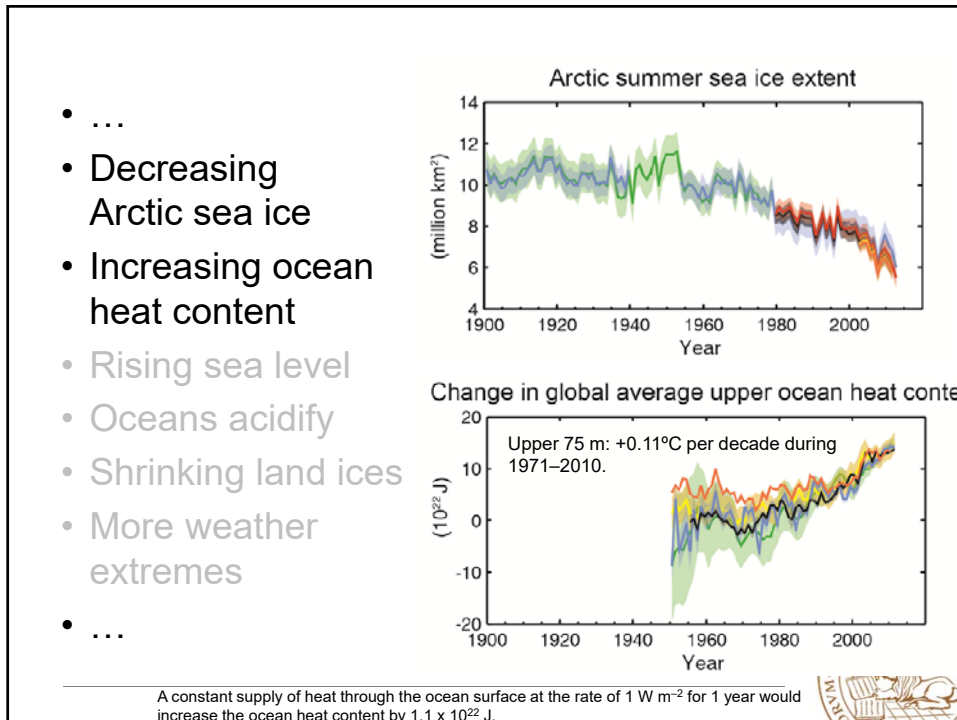 • …
• Decreasing
Arctic sea ice
• Increasing ocean
heat content
• Rising sea level
• Oceans acidify
• Shrinking land ices
• More weather
extremes
• …
Arctic summer sea ice extent
14
12
10
8
6
4
(million km²)
1900 1920 1940 1960 1980 2000
Year
Change in global average upper ocean heat conte
Upper 75 m: +0.11ºC per decade during
1971–2010.
20
10
0
-10
-20
(10²² J)
1900 1920 1940 1960 1980 2000
Year
A constant supply of heat through the ocean surface at the rate of 1 W m⁻² for 1 year would
increase the ocean heat content by 1.1 x 10²² J.